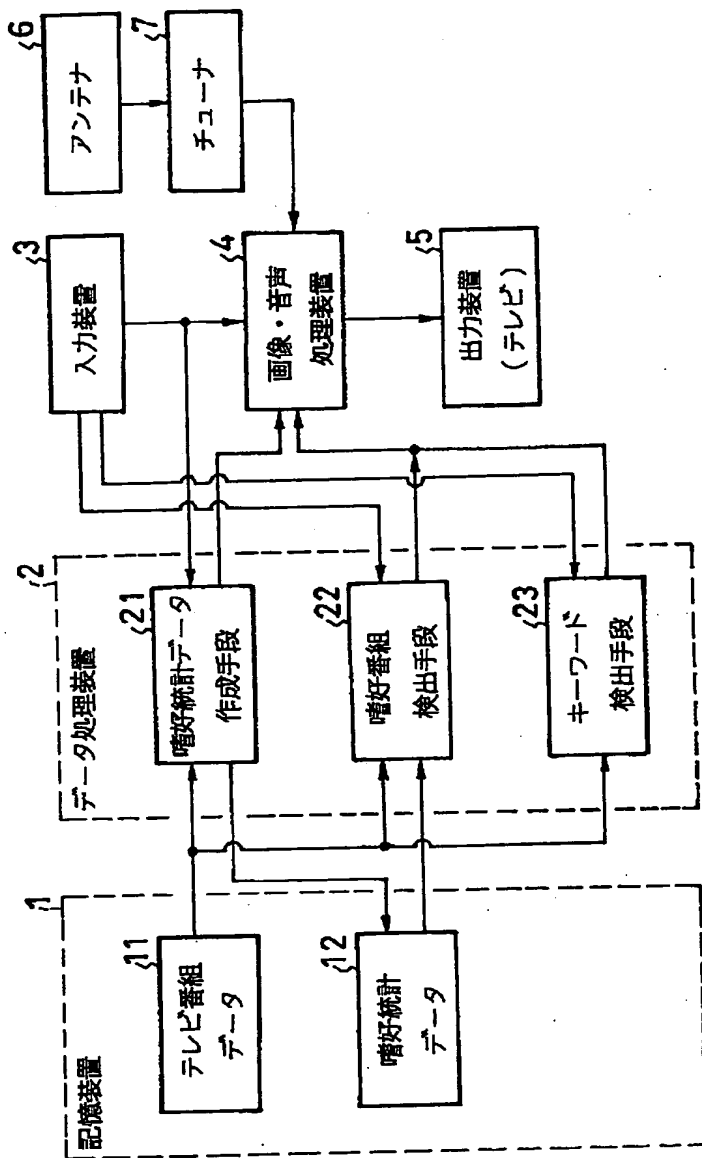 記憶装置
1
テレビ番組
データ
11
嗜好統計
データ
12
データ処理装置
2
嗜好統計データ
作成手段
21
嗜好番組
検出手段
22
キーワード
検出手段
23
入力装置
3
画像・音声
処理装置
4
出力装置
(テレビ)
5
アンテナ
6
チューナ
7